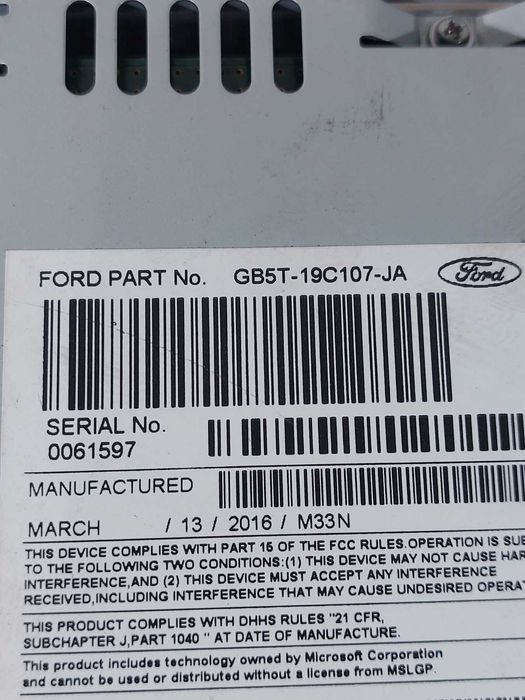 FORD PART No. GB5T-19C107-JA Ford
SERIAL No.
0061597
MANUFACTURED
MARCH / 13 / 2016 / M33N
THIS DEVICE COMPLIES WITH PART 15 OF THE FCC RULES.OPERATION IS SUB
TO THE FOLLOWING TWO CONDITIONS:(1) THIS DEVICE MAY NOT CAUSE HAR
INTERFERENCE,AND (2) THIS DEVICE MUST ACCEPT ANY INTERFERENCE
RECEIVED,INCLUDING INTERFERENCE THAT MAY CAUSE UNDESIRED OPERAT
THIS PRODUCT COMPLIES WITH DHHS RULES "21 CFR,
SUBCHAPTER J,PART 1040 " AT DATE OF MANUFACTURE.
This product includes technology owned by Microsoft Corporation
and cannot be used or distributed without a license from MSLGP.